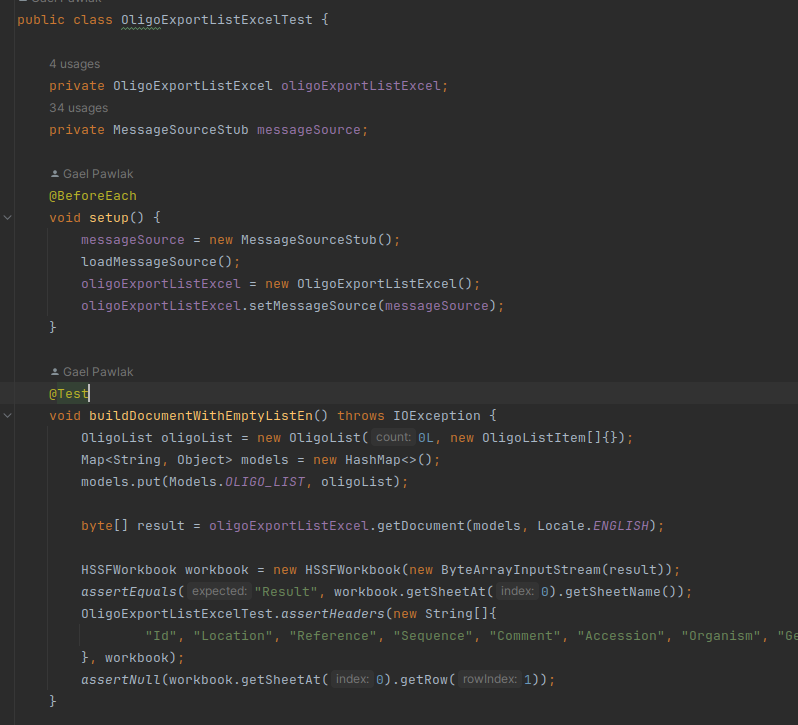 Gael Pawlak
public class OligoExportListExcelTest {
4 usages
private OligoExportListExcel oligoExportListExcel;
34 usages
private MessageSourceStub messageSource;
Gael Pawlak
@BeforeEach
void setup() {
messageSource = new MessageSourceStub();
loadMessageSource();
oligoExportListExcel = new OligoExportListExcel();
oligoExportListExcel.setMessageSource(messageSource);
}
Gael Pawlak
@Test
void buildDocumentWithEmptyListEn() throws IOException {
OligoList oligoList = new OligoList( count: 0L, new OligoListItem[]{});
Map<String, Object> models = new HashMap<>();
models.put(Models.OLIGO_LIST, oligoList);
byte[] result = oligoExportListExcel.getDocument(models, Locale.ENGLISH);
HSSFWorkbook workbook = new HSSFWorkbook(new ByteArrayInputStream(result));
assertEquals( expected: "Result", workbook.getSheetAt( index: 0).getSheetName());
OligoExportListExcelTest.assertHeaders(new String[]{
"Id", "Location", "Reference", "Sequence", "Comment", "Accession", "Organism", "Ge
}, workbook);
assertNull(workbook.getSheetAt( index: 0).getRow( rowIndex: 1));
}